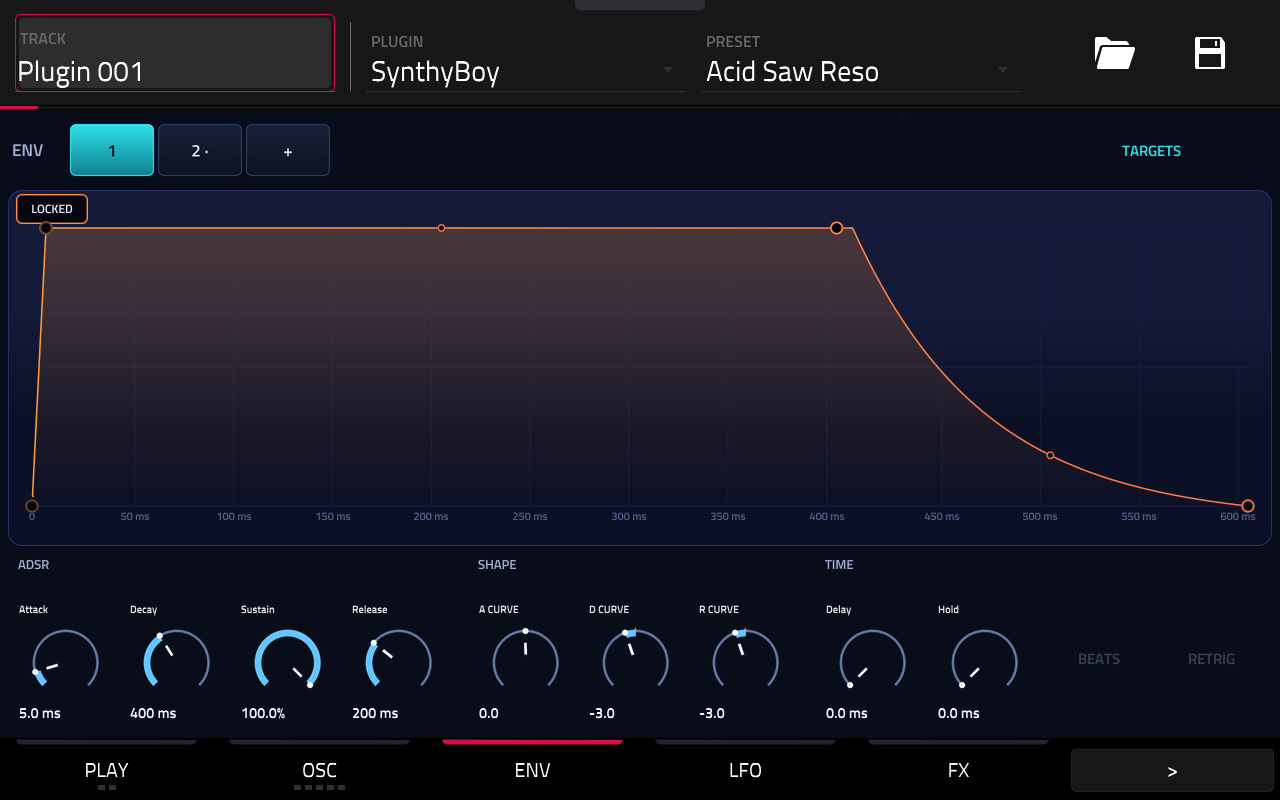 TRACK
Plugin 001
PLUGIN
SynthyBoy
PRESET
Acid Saw Reso
ENV
1
2 ·
+
TARGETS
LOCKED
0
50 ms
100 ms
150 ms
200 ms
250 ms
300 ms
350 ms
400 ms
450 ms
500 ms
550 ms
600 ms
ADSR
SHAPE
TIME
Attack
Decay
Sustain
Release
A CURVE
D CURVE
R CURVE
Delay
Hold
BEATS
RETRIG
5.0 ms
400 ms
100.0%
200 ms
0.0
-3.0
-3.0
0.0 ms
0.0 ms
PLAY
OSC
ENV
LFO
FX
>